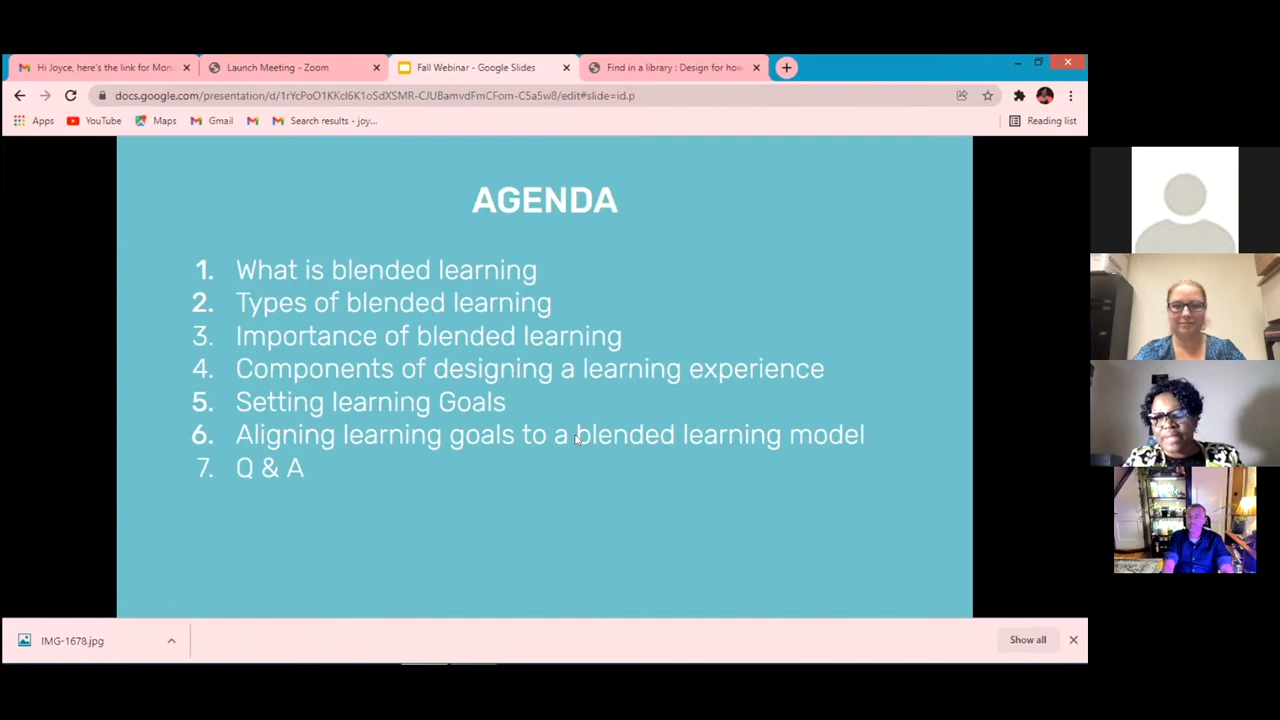 Hi Joyce, here's the link for Mon
Launch Meeting - Zoom
Fall Webinar - Google Slides
Find in a library : Design for how
docs.google.com/presentation/d/1rYcPoO1KKcI6K1oSdXSMR-CJUBamvdFmCFom-C5a5w8/edit#slide=id.p
Apps
YouTube
Maps
Gmail
Search results - joy...
Reading list
AGENDA
1. What is blended learning
2. Types of blended learning
3. Importance of blended learning
4. Components of designing a learning experience
5. Setting learning Goals
6. Aligning learning goals to a blended learning model
7. Q & A
IMG-1678.jpg
Show all